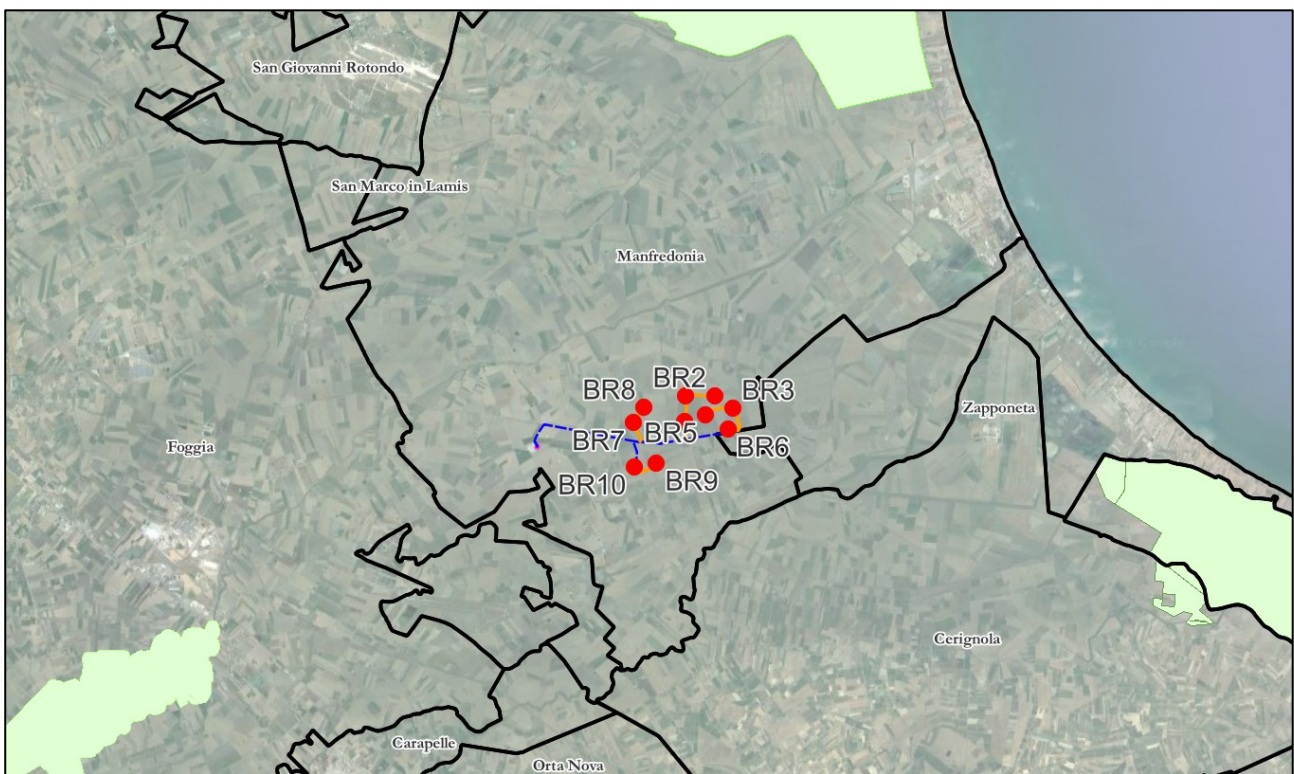 San Giovanni Rotondo
San Marco in Lamis
Manfredonia
BR8
BR2
BR3
Zapponeta
Foggia
BR7
BR5
BR6
BR10
BR9
Cerignola
Carapelle
Orta Nova